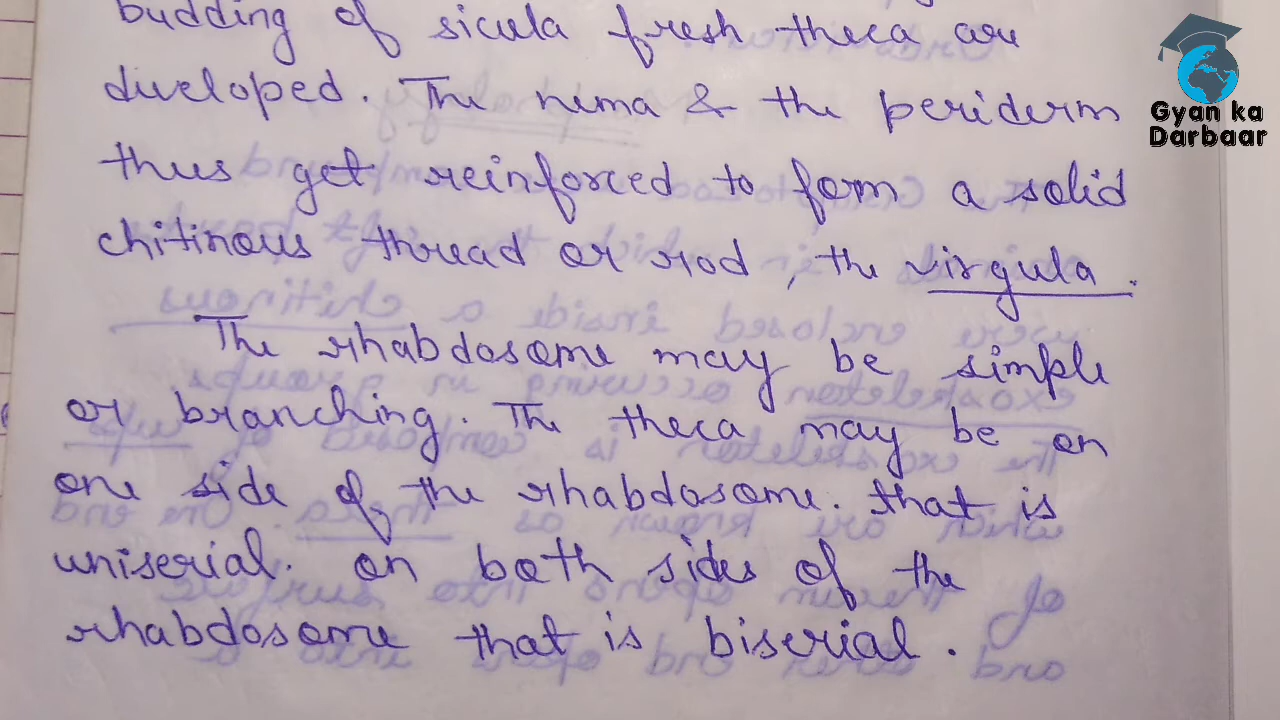 budding of sicula fresh theca are
diveloped. The nema & the periderm
thus get reinforced to form a solid
chitinous thread or rod, the virgula.
The rhabdosome may be simple
or branching. The theca may be on
one side of the rhabdosome. that is
uniserial. on both sides of the
rhabdosome that is biserial.
Gyan ka
Darbaar